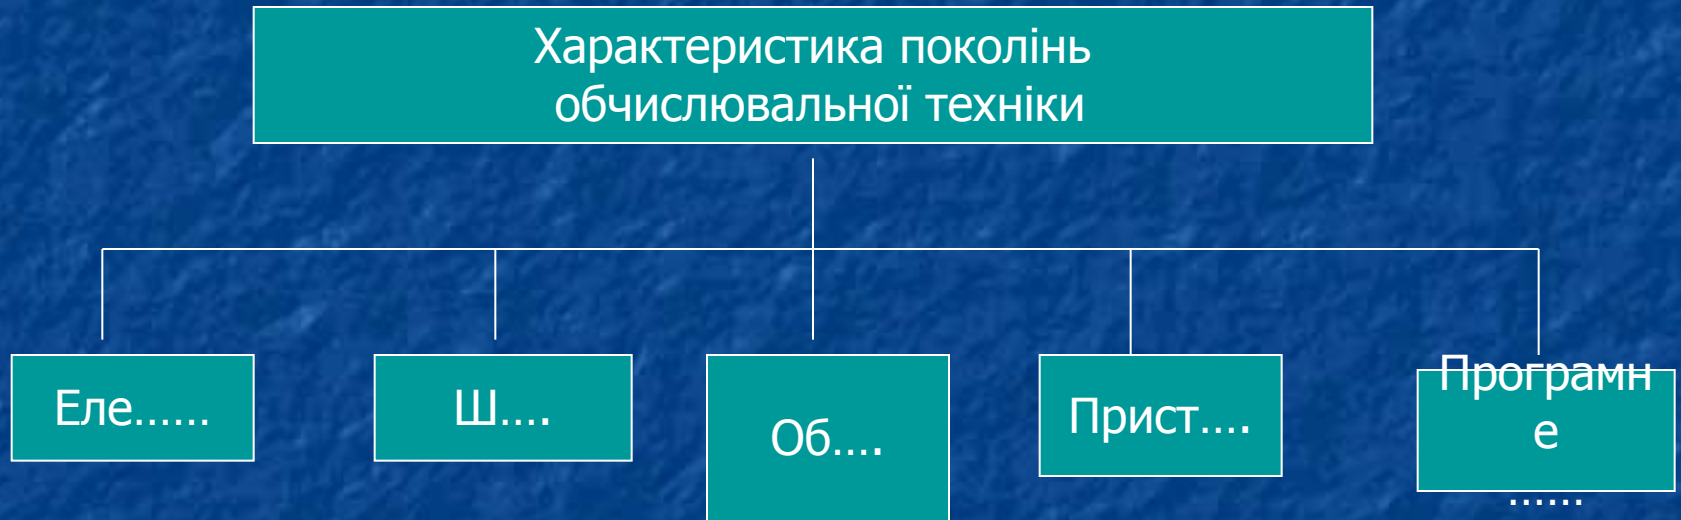 Характеристика поколінь
обчислювальної техніки
Еле......
Ш....
Об....
Прист....
Програмн
е
......